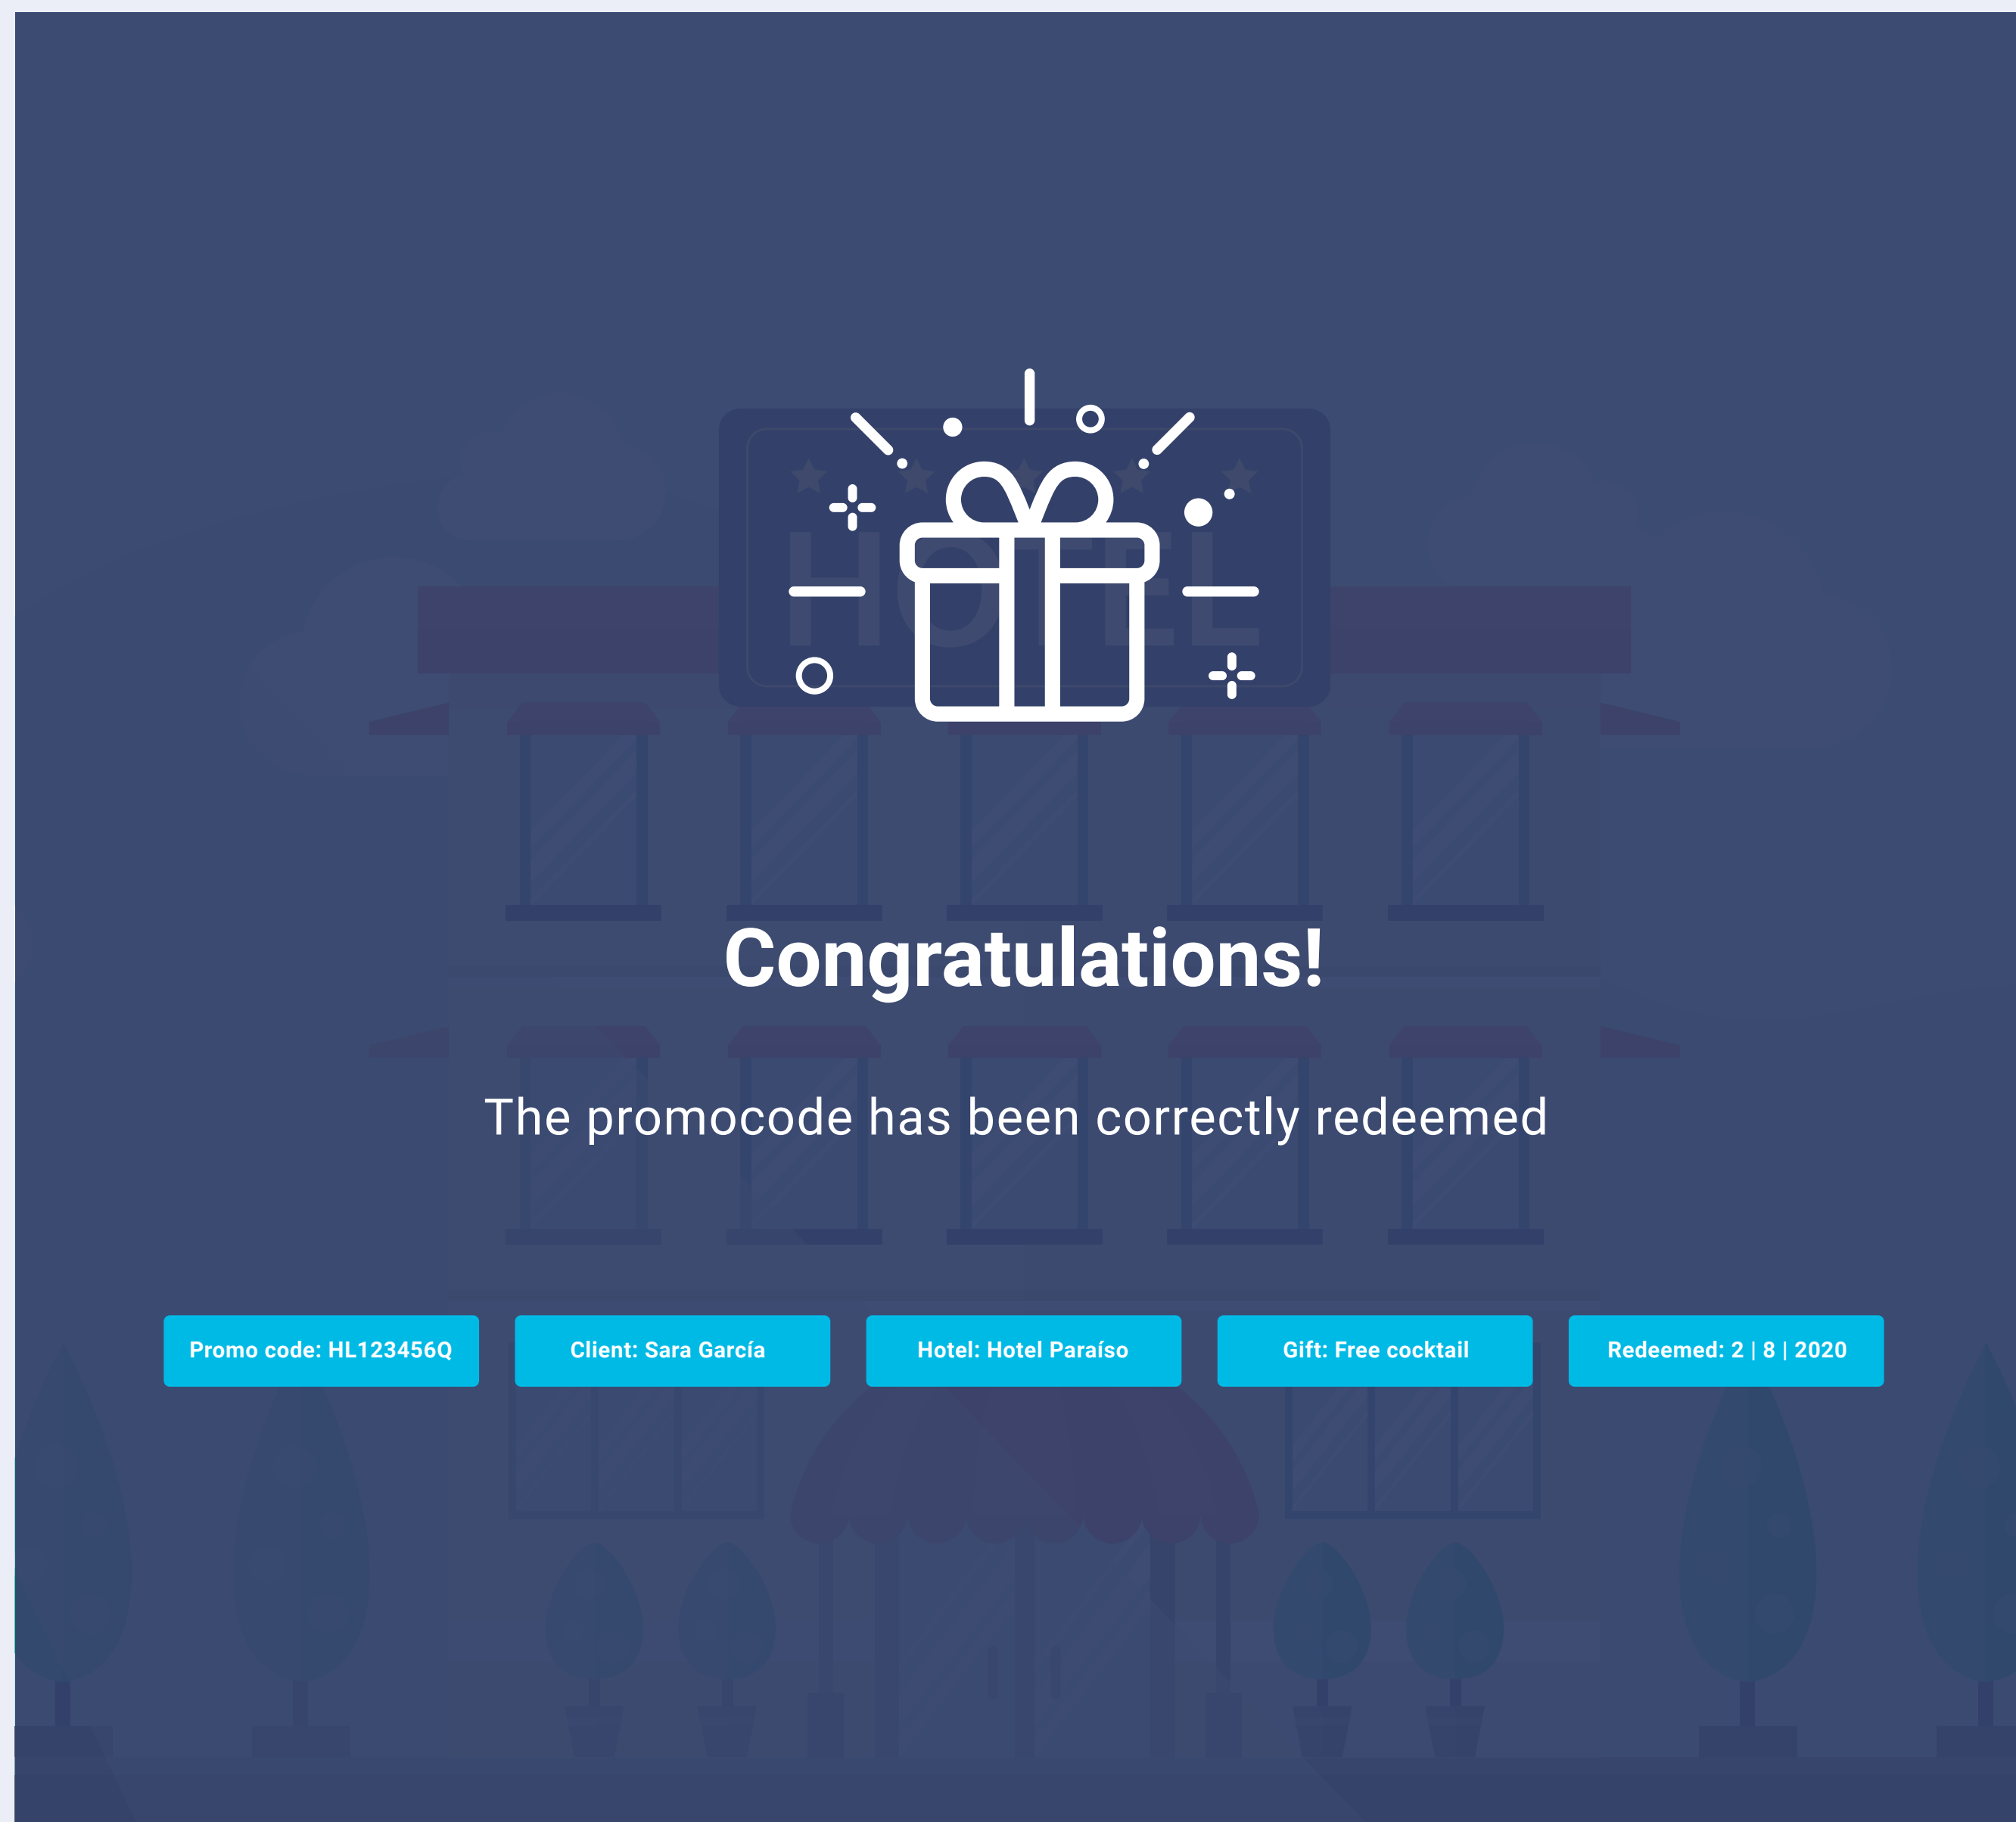 HOTEL
Congratulations!
The promocode has been correctly redeemed
Promo code: HL123456Q
Client: Sara García
Hotel: Hotel Paraíso
Gift: Free cocktail
Redeemed: 2 | 8 | 2020